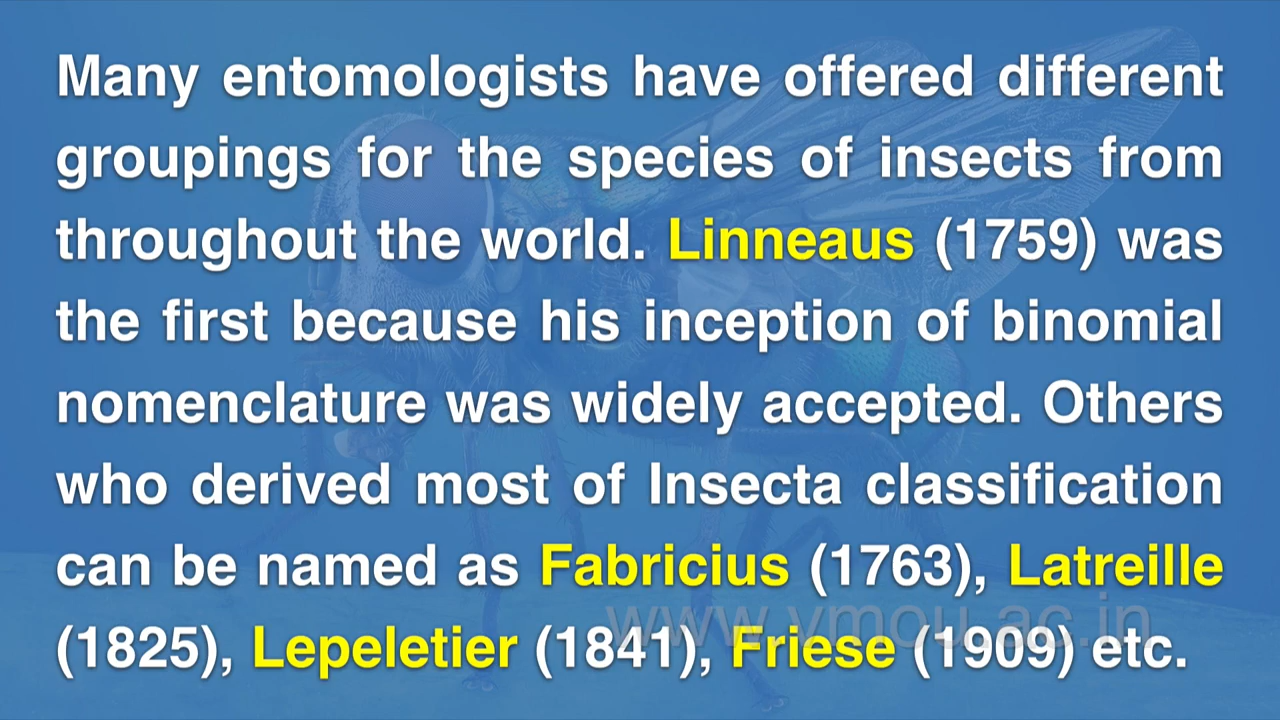 Many entomologists have offered different
groupings for the species of insects from
throughout the world. Linneaus (1759) was
the first because his inception of binomial
nomenclature was widely accepted. Others
who derived most of Insecta classification
can be named as Fabricius (1763), Latreille
(1825), Lepeletier (1841), Friese (1909) etc.
www.vmou.ac.in